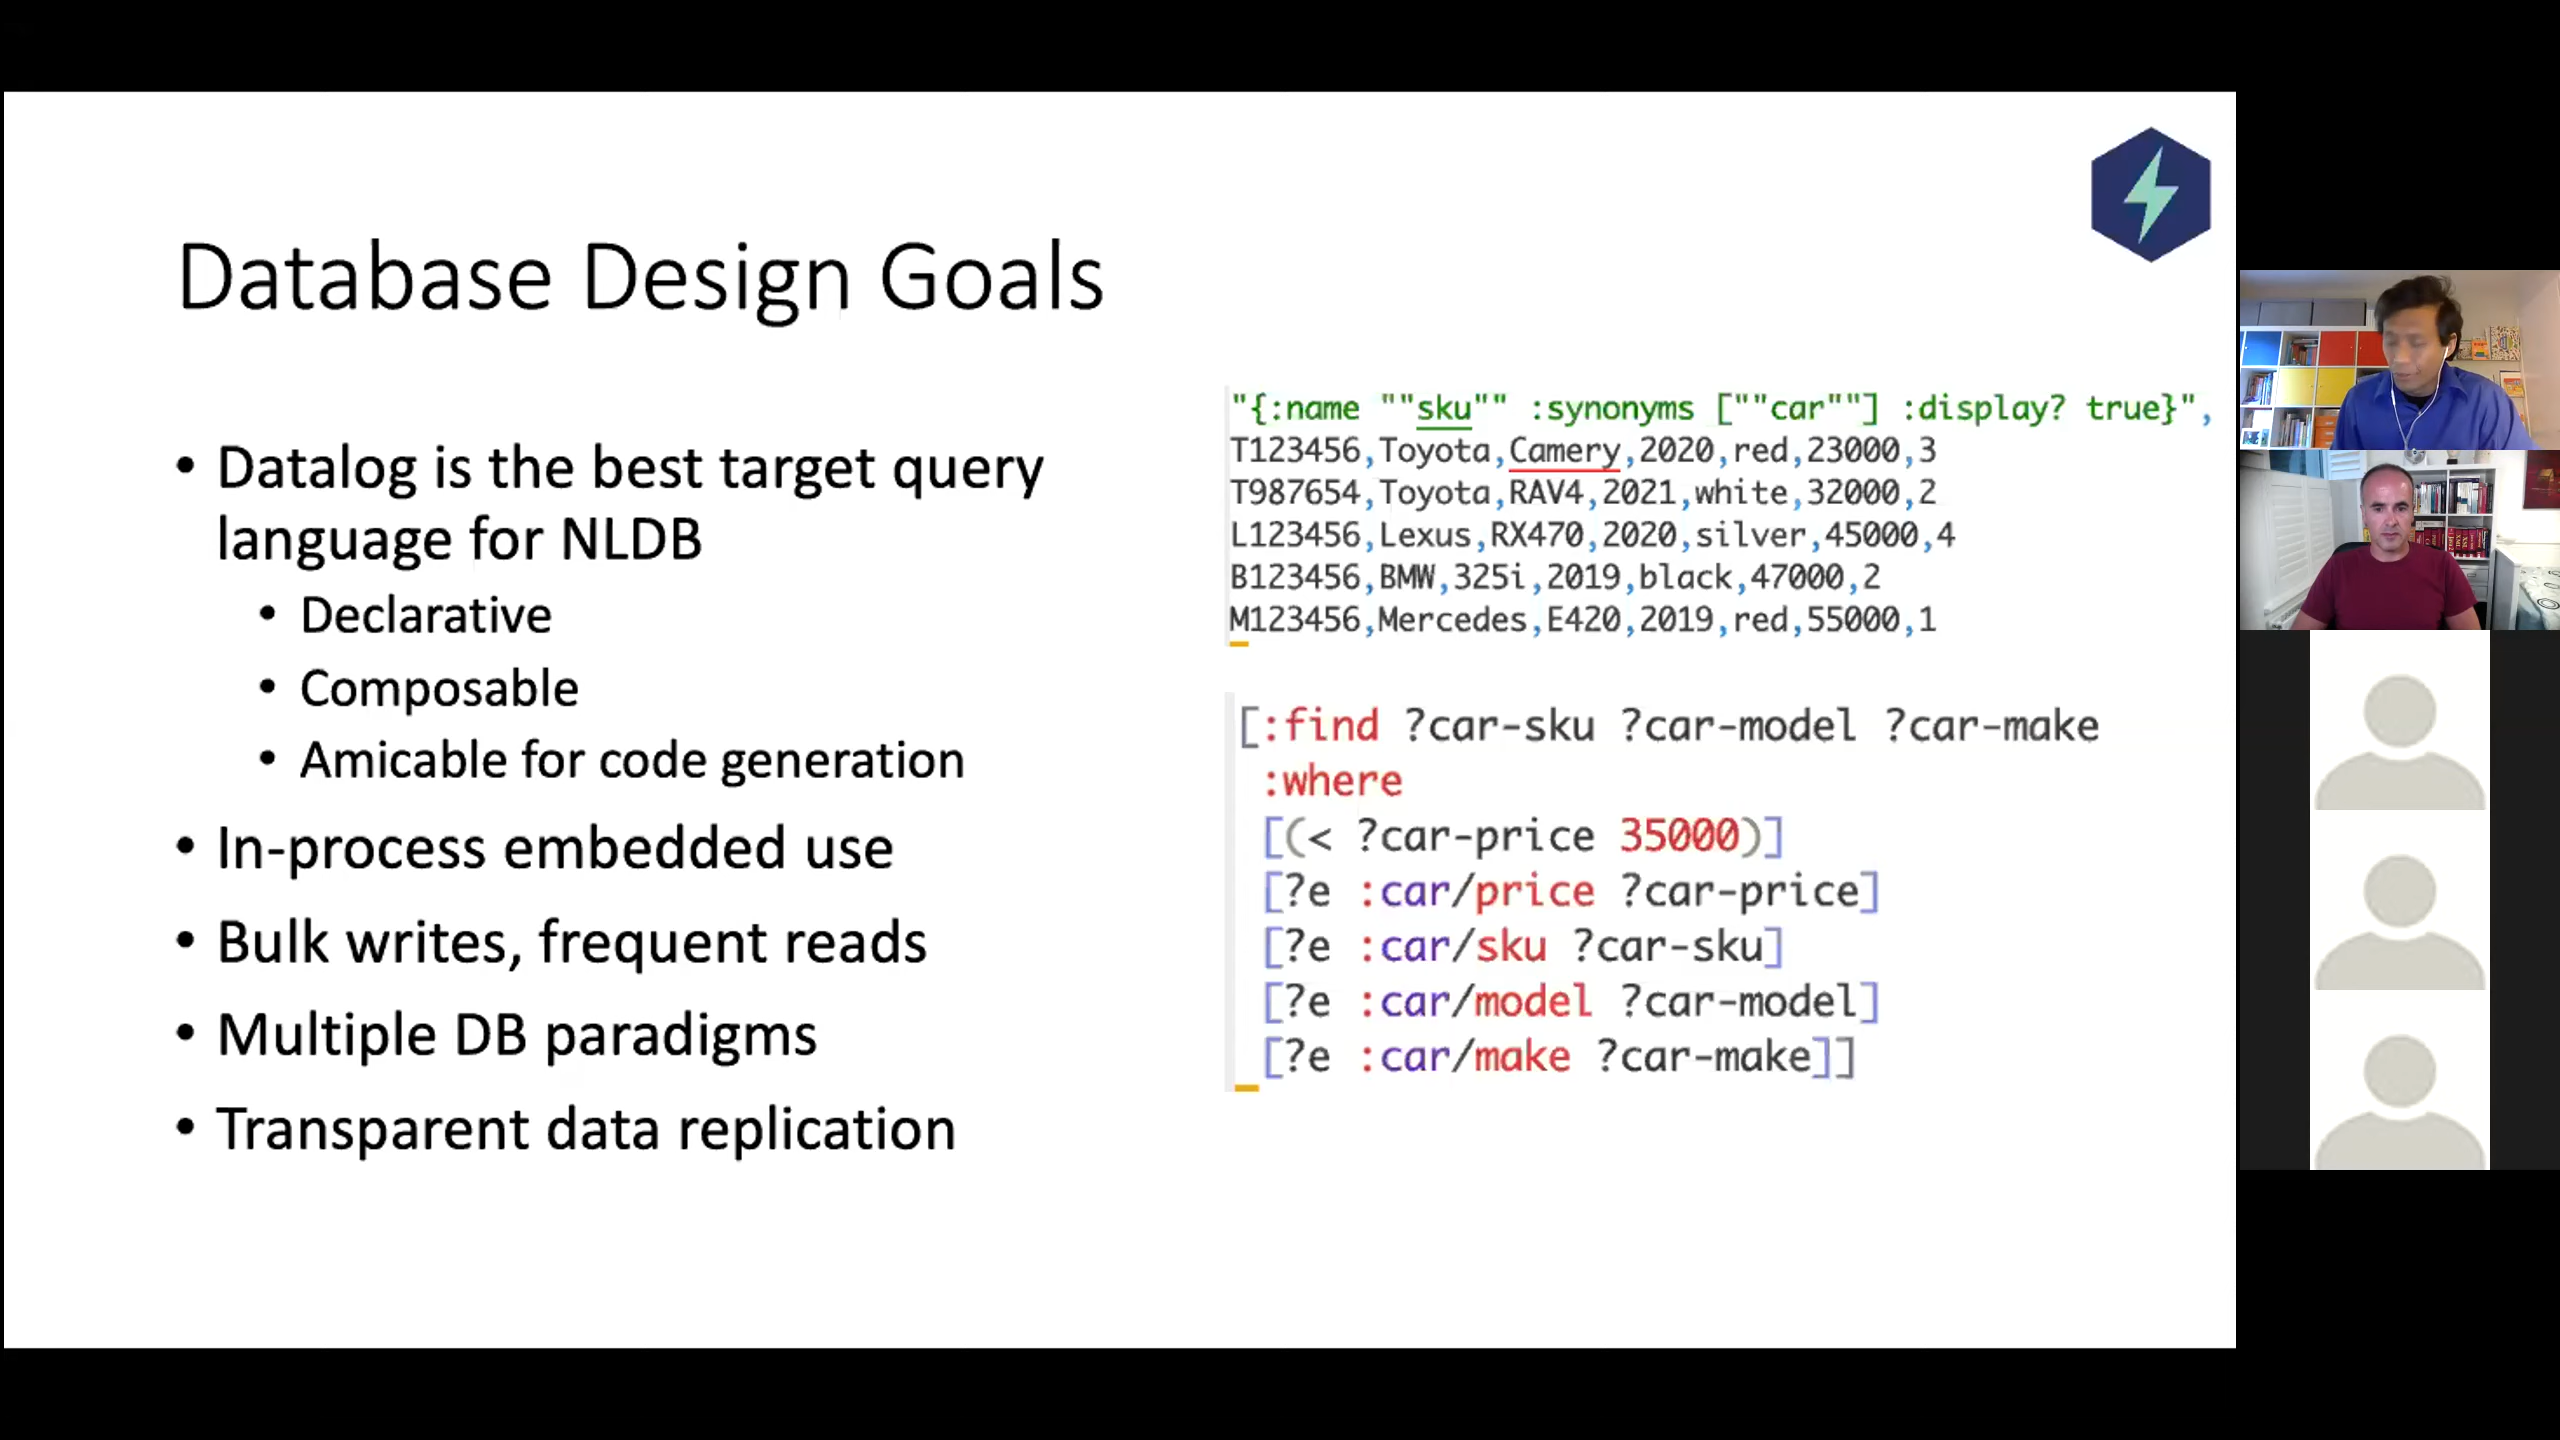 Database Design Goals
• Datalog is the best target query
language for NLDB
• Declarative
• Composable
• Amicable for code generation
• In-process embedded use
• Bulk writes, frequent reads
• Multiple DB paradigms
• Transparent data replication
"{:name ""sku"" :synonyms [""car""] :display? true}",
T123456,Toyota,Camery,2020,red,23000,3
T987654,Toyota,RAV4,2021,white,32000,2
L123456,Lexus,RX470,2020,silver,45000,4
B123456,BMW,325i,2019,black,47000,2
M123456,Mercedes,E420,2019,red,55000,1
[:find ?car-sku ?car-model ?car-make
:where
[(< ?car-price 35000)]
[?e :car/price ?car-price]
[?e :car/sku ?car-sku]
[?e :car/model ?car-model]
[?e :car/make ?car-make]]